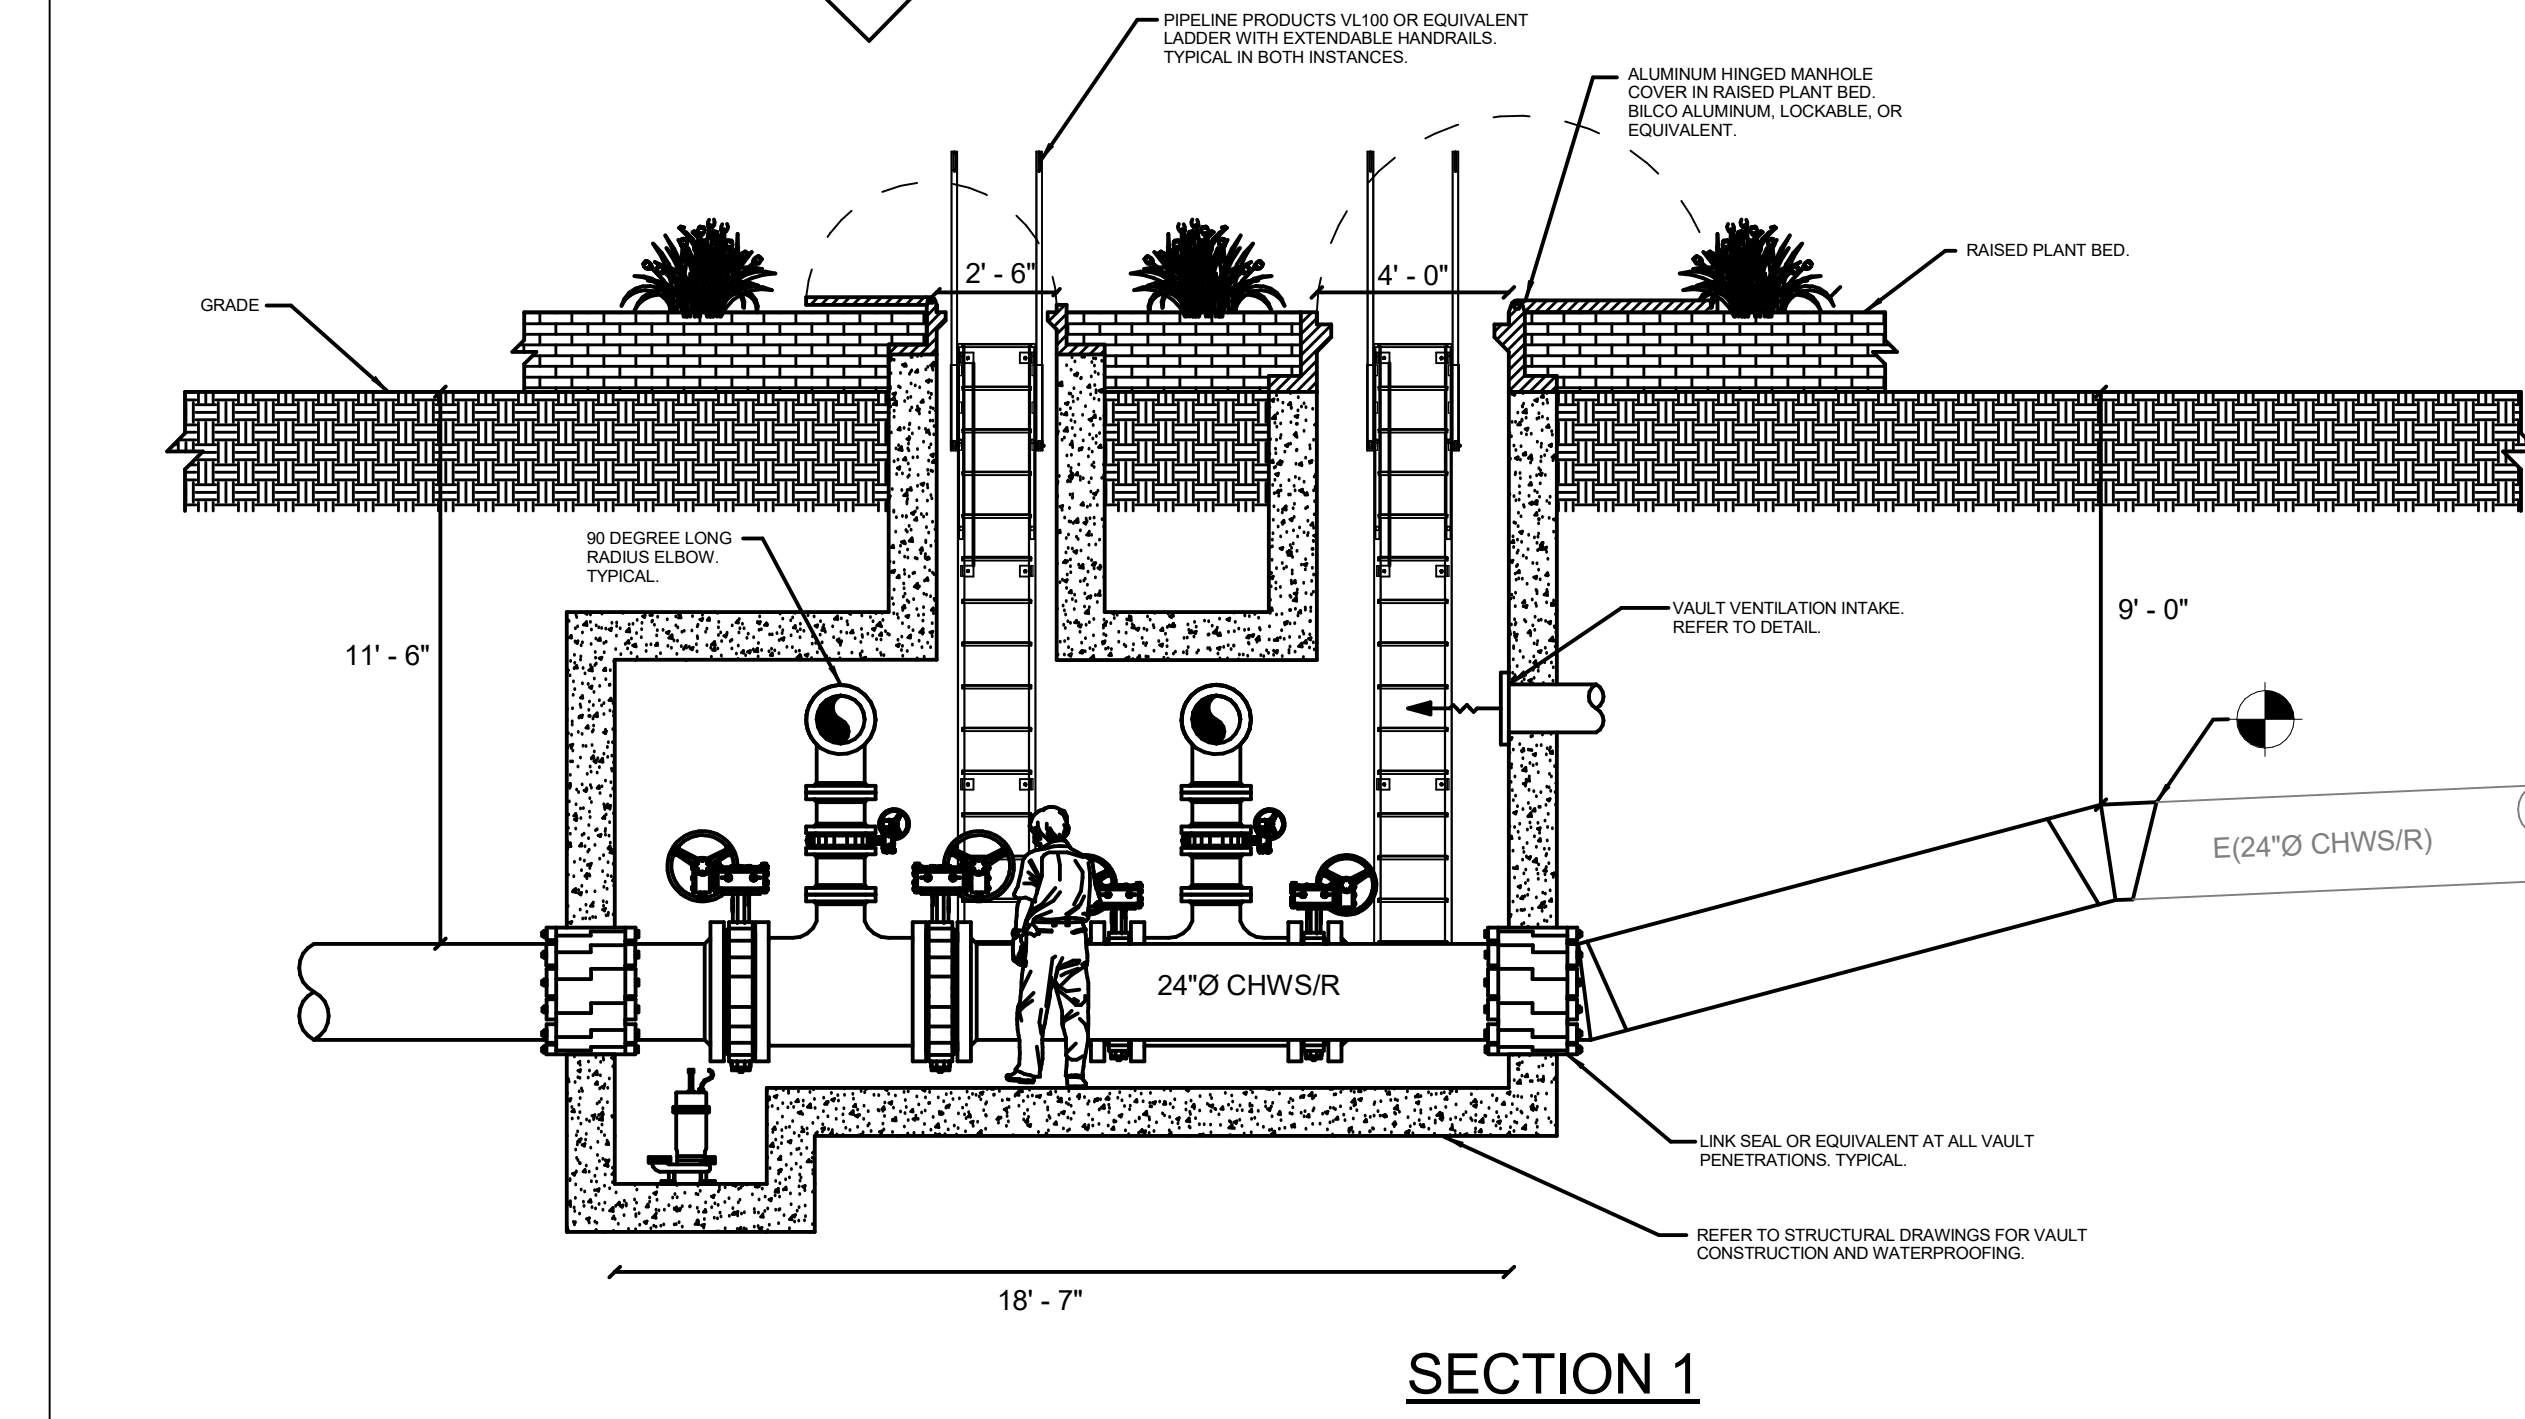 PIPELINE PRODUCTS VL100 OR EQUIVALENT
LADDER WITH EXTENDABLE HANDRAILS.
TYPICAL IN BOTH INSTANCES.
ALUMINUM HINGED MANHOLE
COVER IN RAISED PLANT BED.
BILCO ALUMINUM, LOCKABLE, OR
EQUIVALENT.
RAISED PLANT BED.
2' - 6"
4' - 0"
GRADE
90 DEGREE LONG
RADIUS ELBOW.
TYPICAL.
11' - 6"
VAULT VENTILATION INTAKE.
REFER TO DETAIL.
9' - 0"
E(24"Ø CHWS/R)
24"Ø CHWS/R
LINK SEAL OR EQUIVALENT AT ALL VAULT
PENETRATIONS. TYPICAL.
REFER TO STRUCTURAL DRAWINGS FOR VAULT
CONSTRUCTION AND WATERPROOFING.
18' - 7"
SECTION 1